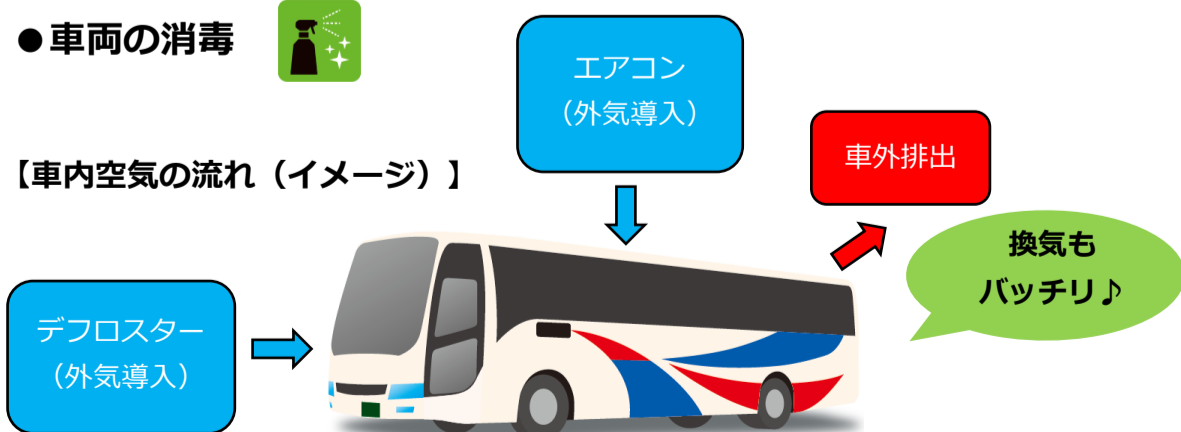 ●車両の消毒
エアコン
（外気導入）
車外排出
【車内空気の流れ（イメージ）】
換気も
バッチリ♪
デフロスター
（外気導入）